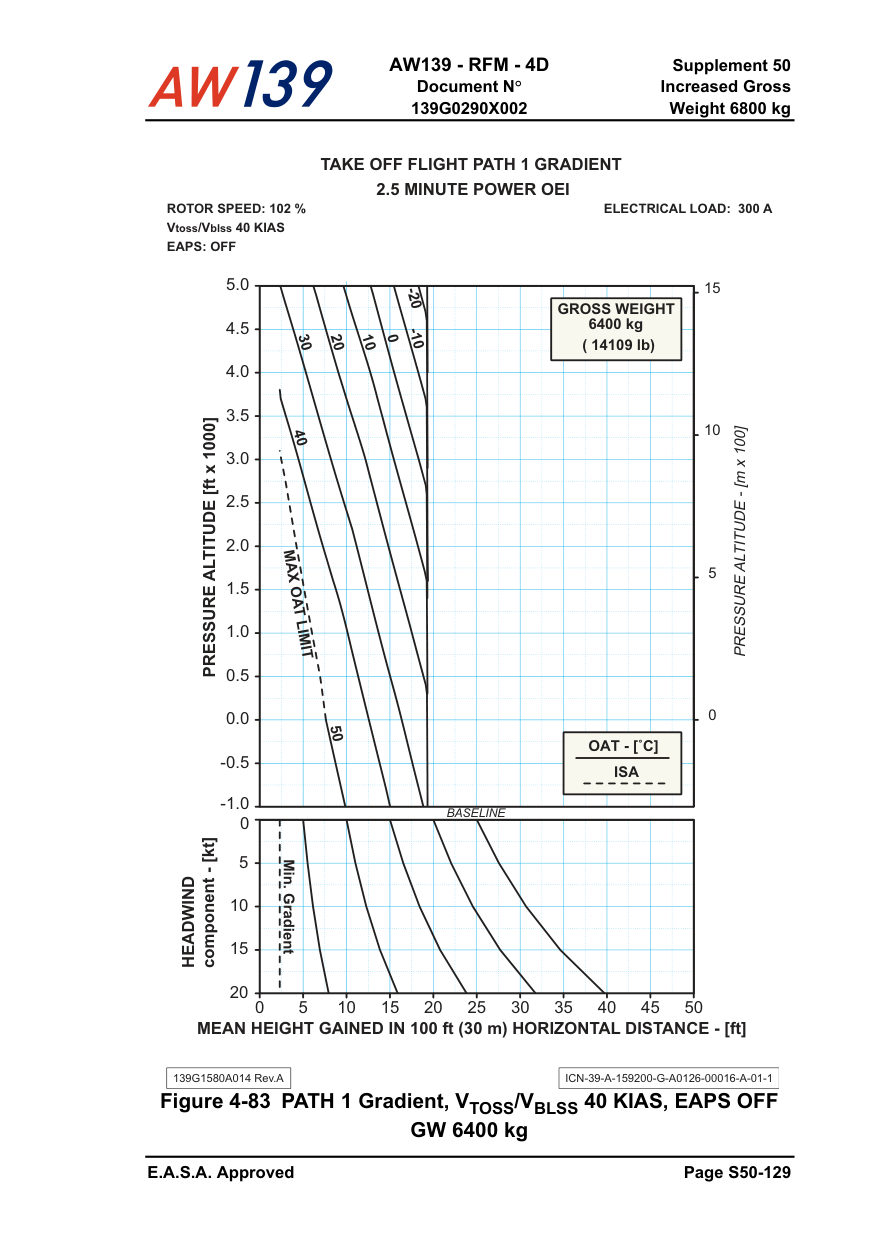 AW139
AW139 - RFM - 4D
Document N°
139G0290X002
Supplement 50
Increased Gross
Weight 6800 kg
TAKE OFF FLIGHT PATH 1 GRADIENT
2.5 MINUTE POWER OEI
ROTOR SPEED: 102 %
ELECTRICAL LOAD: 300 A
Vtoss/Vblss 40 KIAS
EAPS: OFF
5.0
4.5
4.0
3.5
3.0
2.5
2.0
1.5
1.0
0.5
0.0
-0.5
-1.0
PRESSURE ALTITUDE [ft x 1000]
30
20
10
0
-10
-20
40
MAX OAT LIMIT
50
GROSS WEIGHT
6400 kg
( 14109 lb)
15
10
5
0
PRESSURE ALTITUDE - [m x 100]
OAT - [°C]
ISA
BASELINE
0
5
10
15
20
HEADWIND
component - [kt]
Min. Gradient
0 5 10 15 20 25 30 35 40 45 50
MEAN HEIGHT GAINED IN 100 ft (30 m) HORIZONTAL DISTANCE - [ft]
139G1580A014 Rev.A
ICN-39-A-159200-G-A0126-00016-A-01-1
Figure 4-83 PATH 1 Gradient, VTOSS/VBLSS 40 KIAS, EAPS OFF
GW 6400 kg
E.A.S.A. Approved
Page S50-129